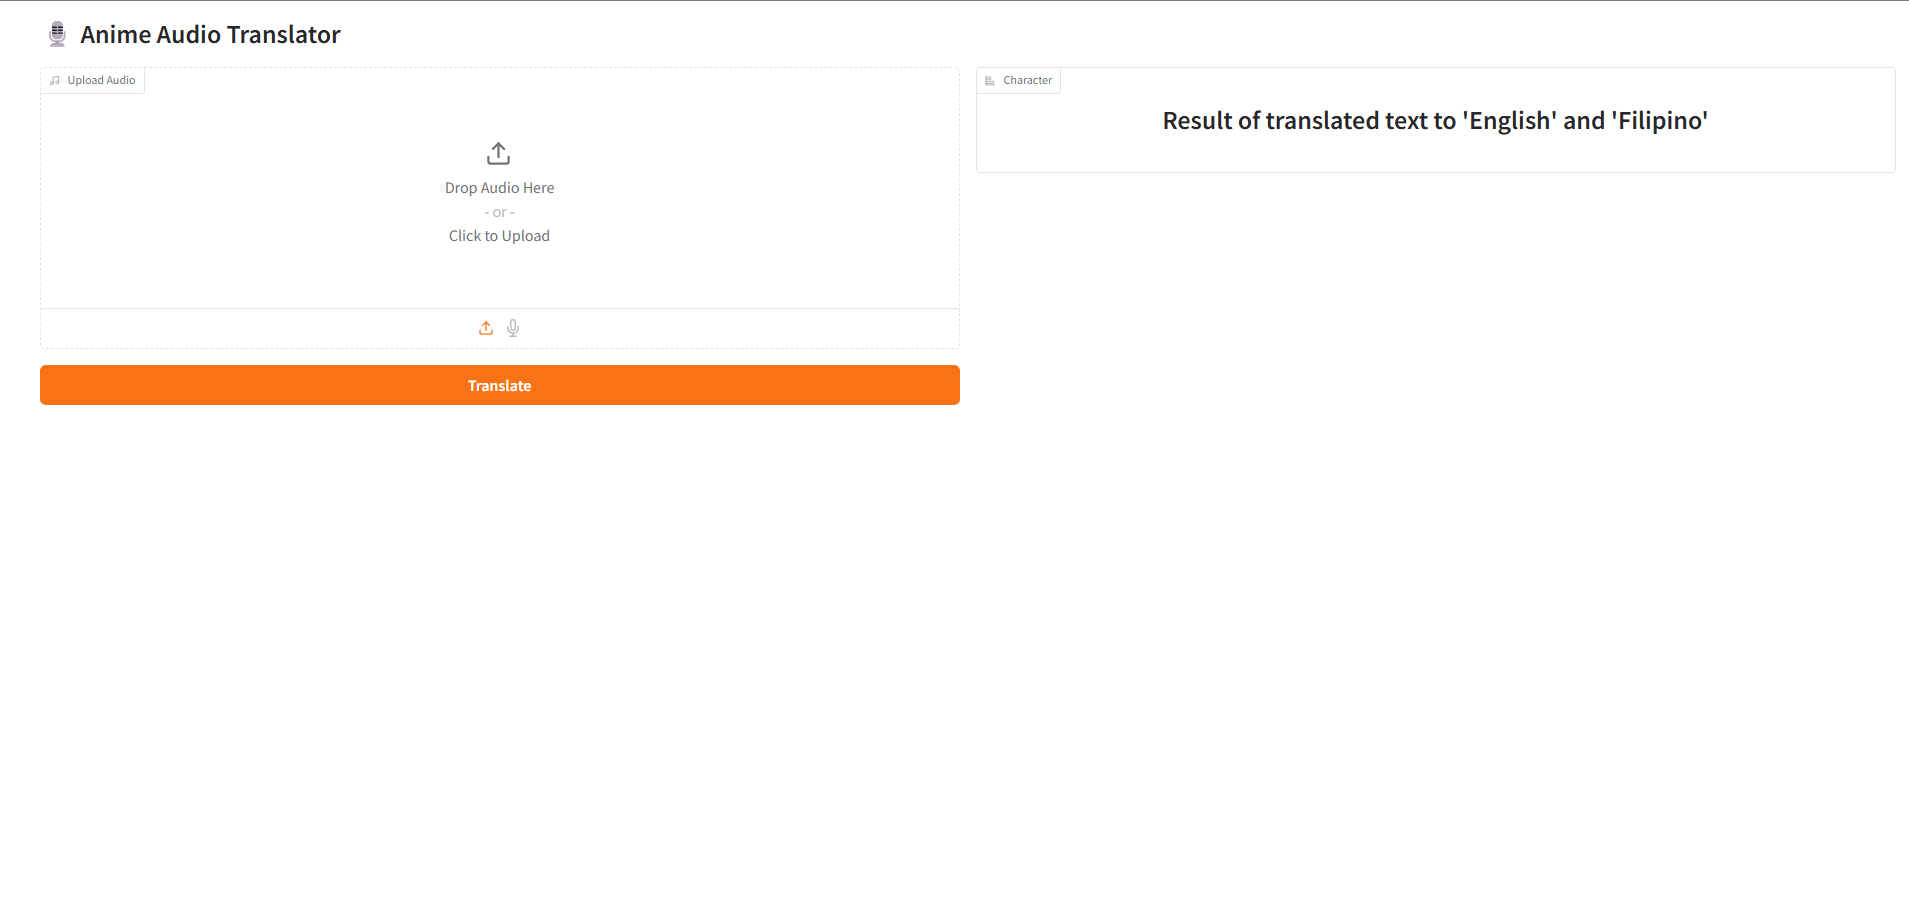 Anime Audio Translator
Upload Audio
Drop Audio Here
- or -
Click to Upload
Translate
Character
Result of translated text to 'English' and 'Filipino'